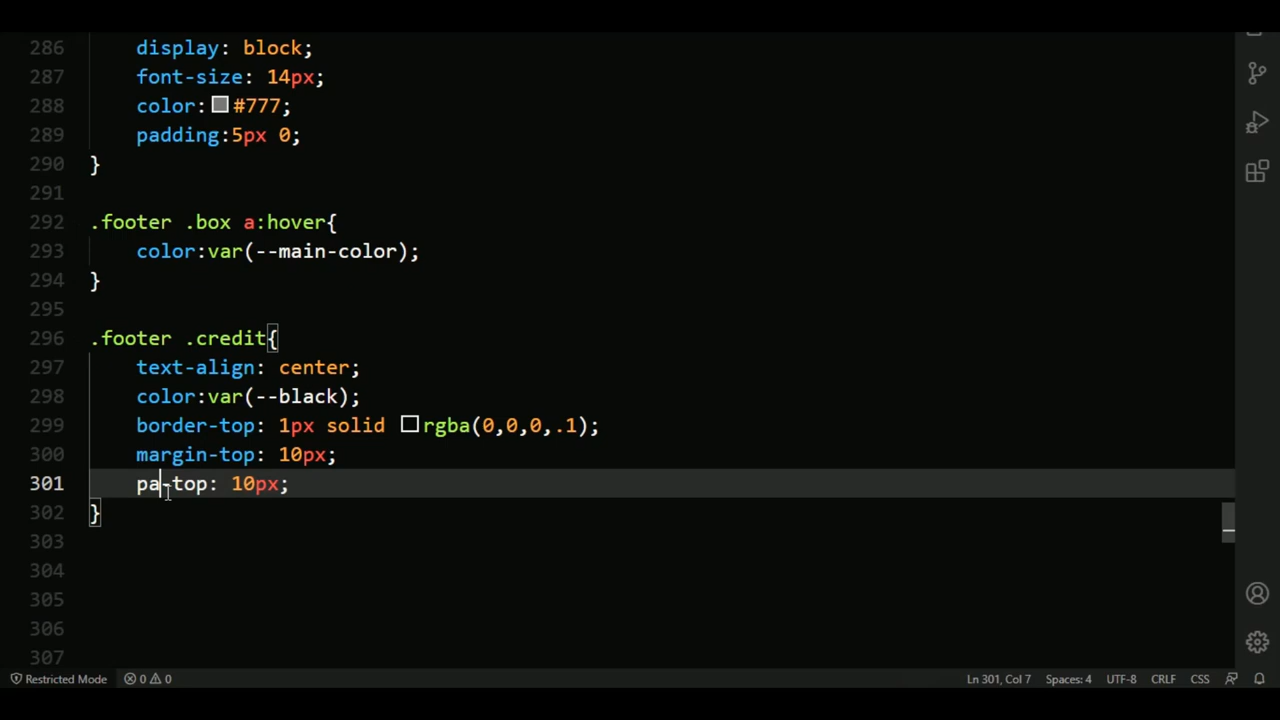 286 display: block;
287 font-size: 14px;
288 color: #777;
289 padding:5px 0;
290 }
291
292 .footer .box a:hover{
293 color:var(--main-color);
294 }
295
296 .footer .credit{
297 text-align: center;
298 color:var(--black);
299 border-top: 1px solid rgba(0,0,0,.1);
300 margin-top: 10px;
301 pa-top: 10px;
302 }
303
304
305
306
307
Restricted Mode 0 0 Ln 301, Col 7 Spaces: 4 UTF-8 CRLF CSS